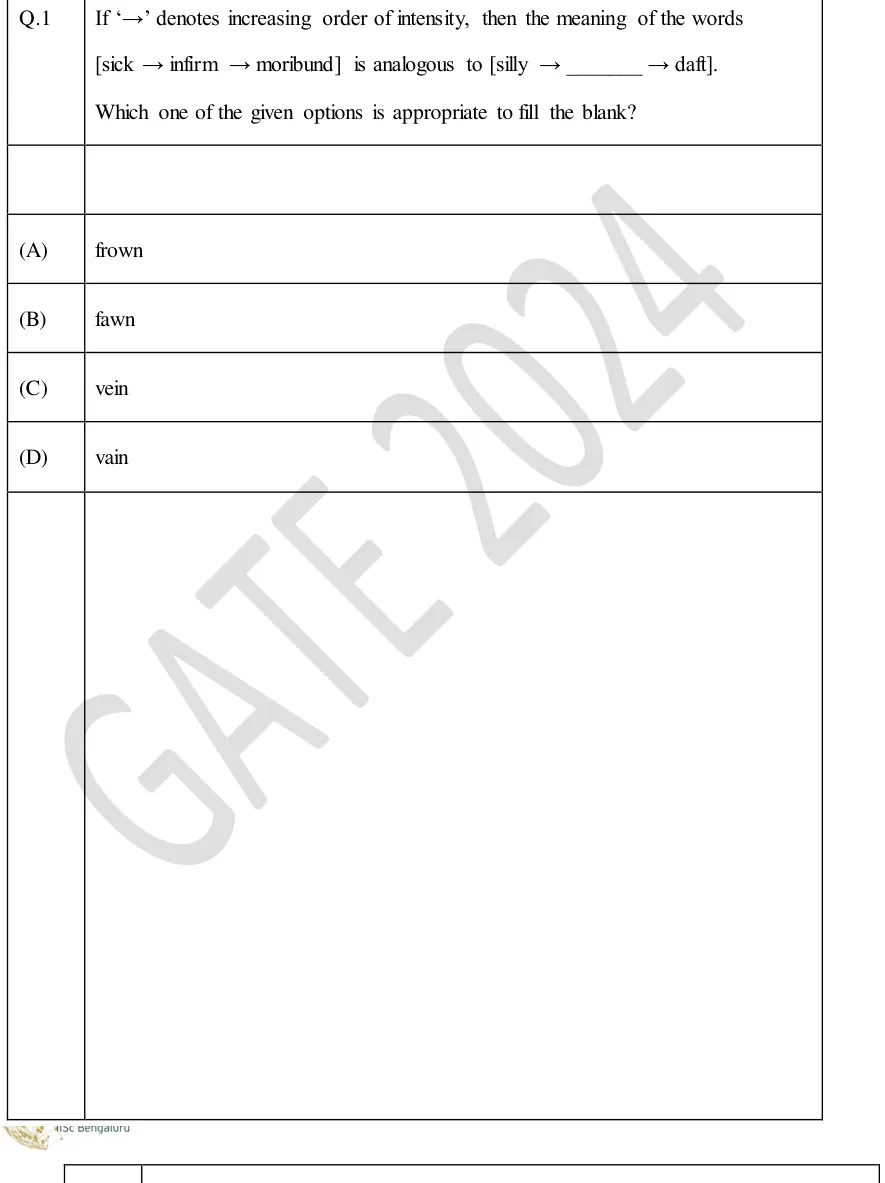 Q.1 If ‘→’ denotes increasing order of intensity, then the meaning of the words
[sick → infirm → moribund] is analogous to [silly → _______ → daft].
Which one of the given options is appropriate to fill the blank?
(A) frown
(B) fawn
(C) vein
(D) vain
GATE 2024
IISc Bengaluru